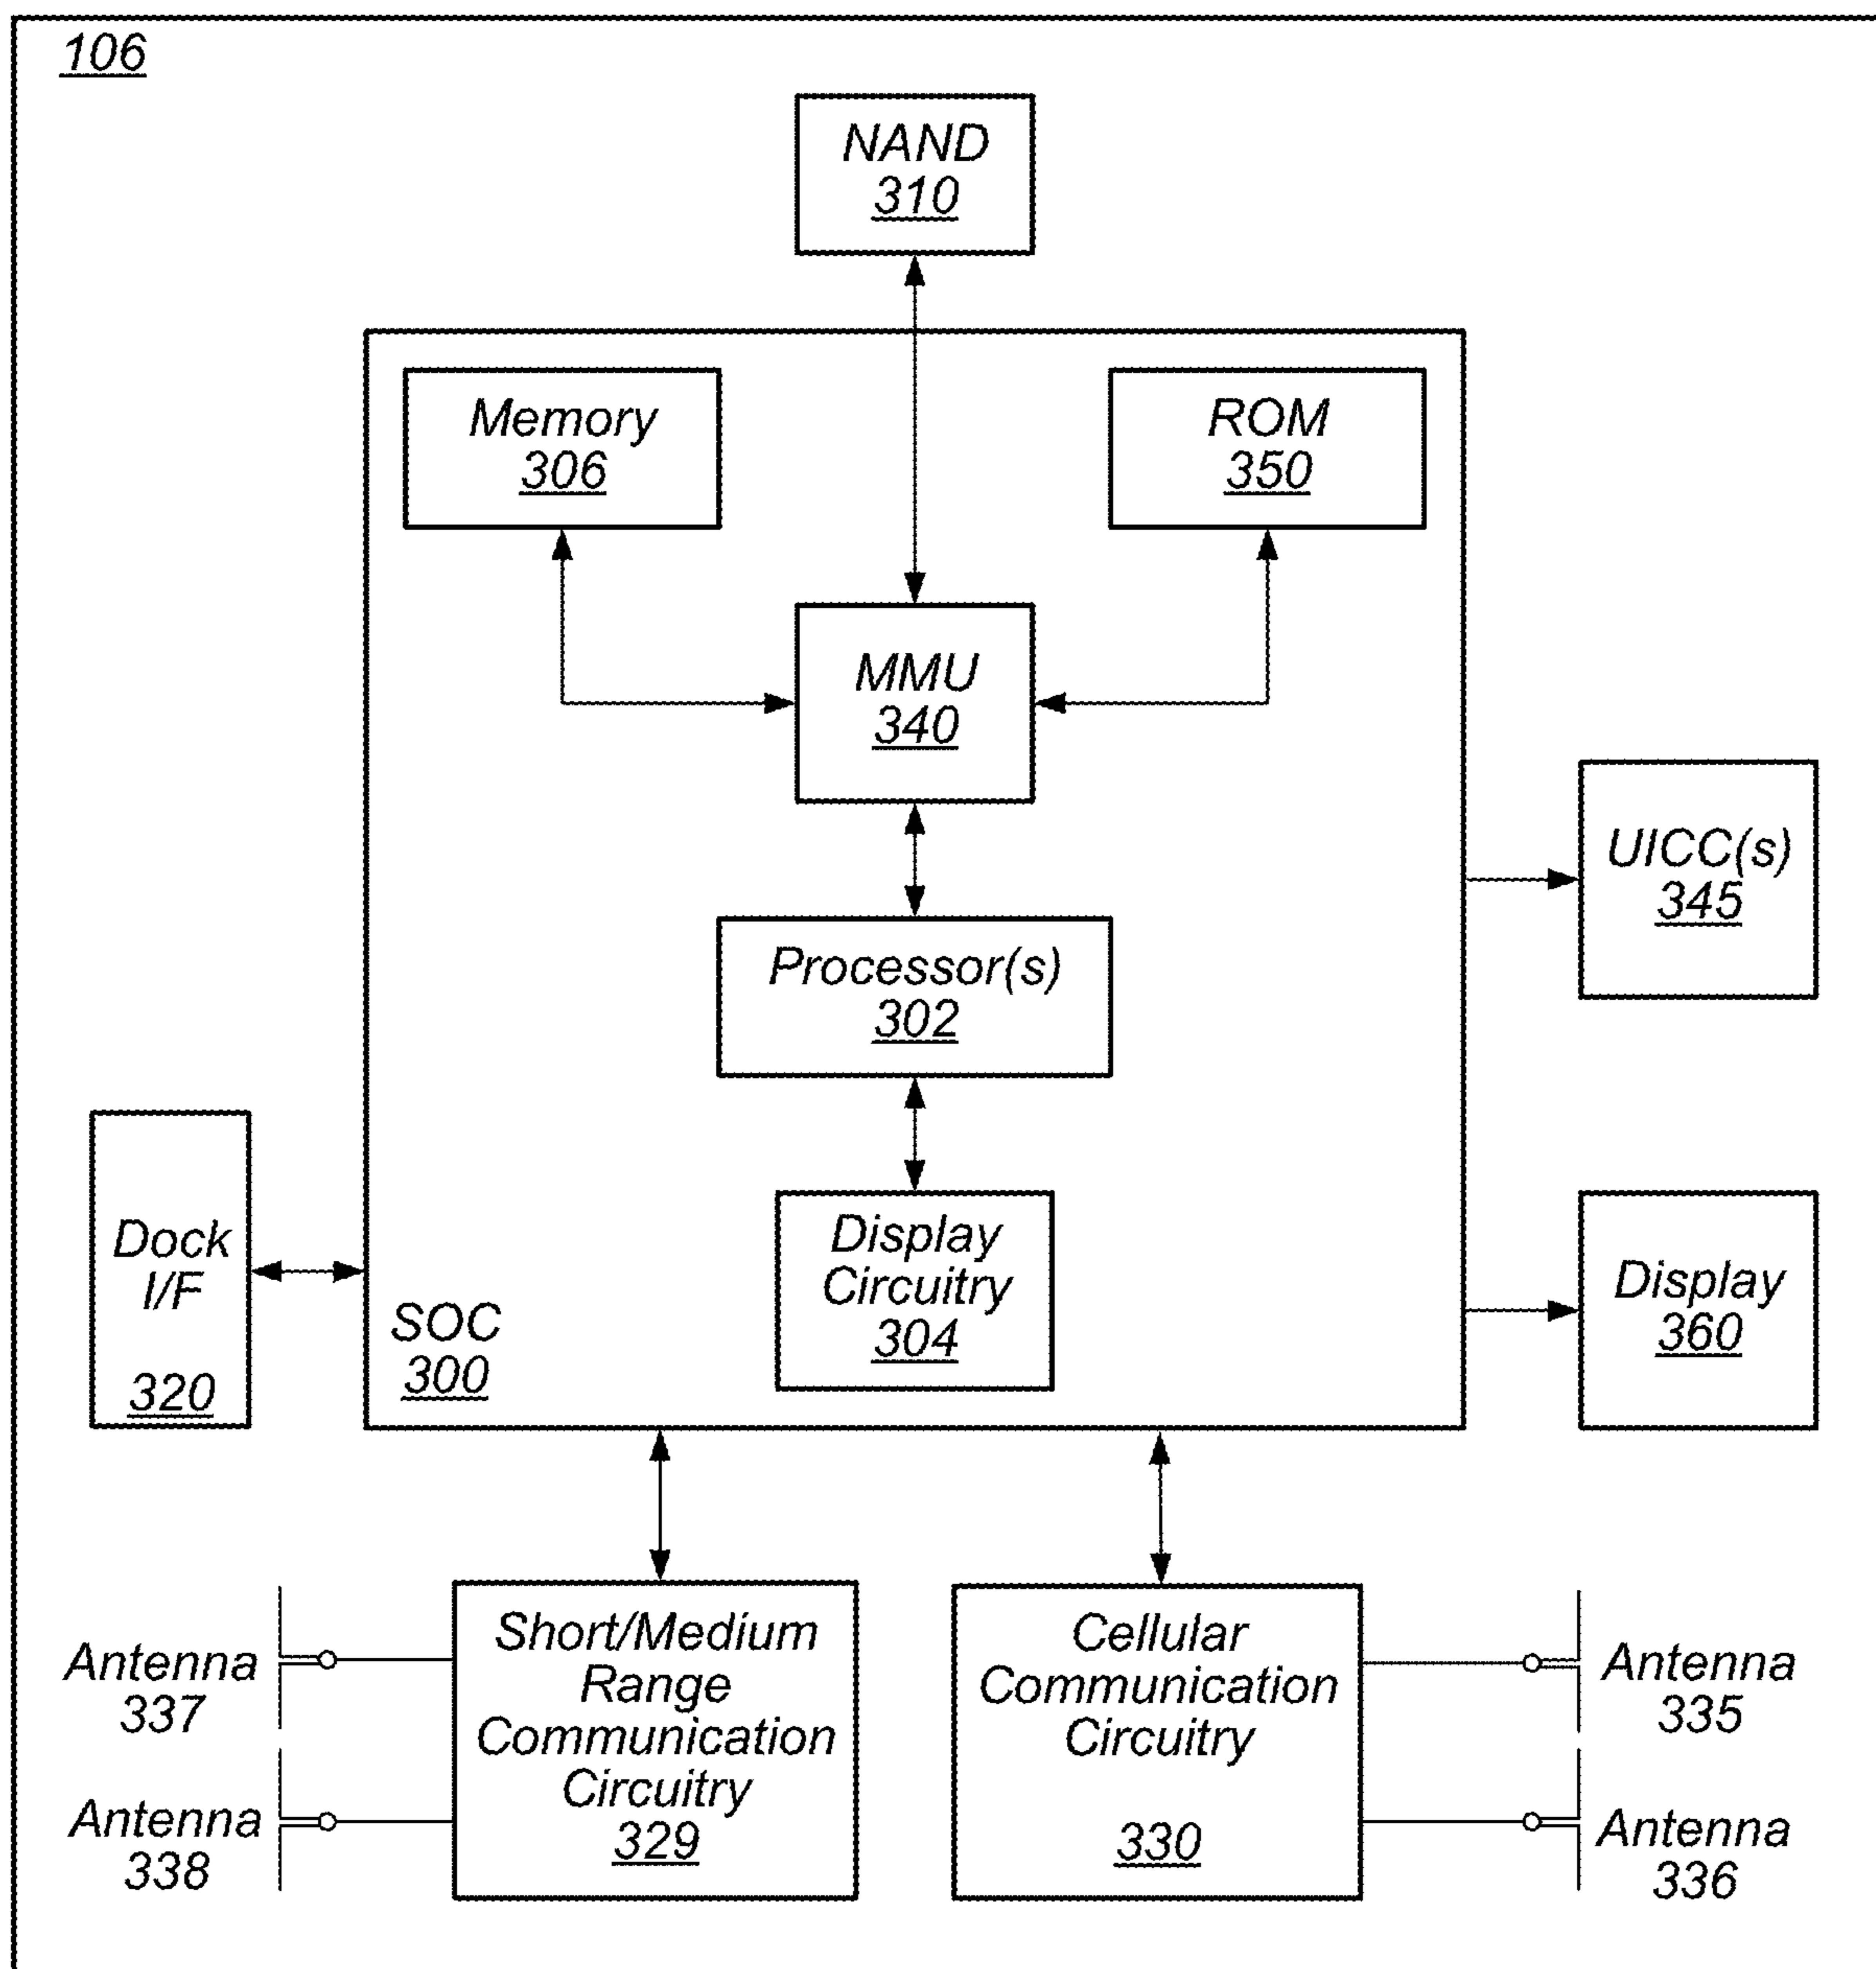 106
NAND
310
Memory
306
ROM
350
MMU
340
UICC(s)
345
Processor(s)
302
Dock
I/F
320
Display
Circuitry
304
SOC
300
Display
360
Short/Medium
Range
Communication
Circuitry
329
Cellular
Communication
Circuitry
330
Antenna
337
Antenna
338
Antenna
335
Antenna
336